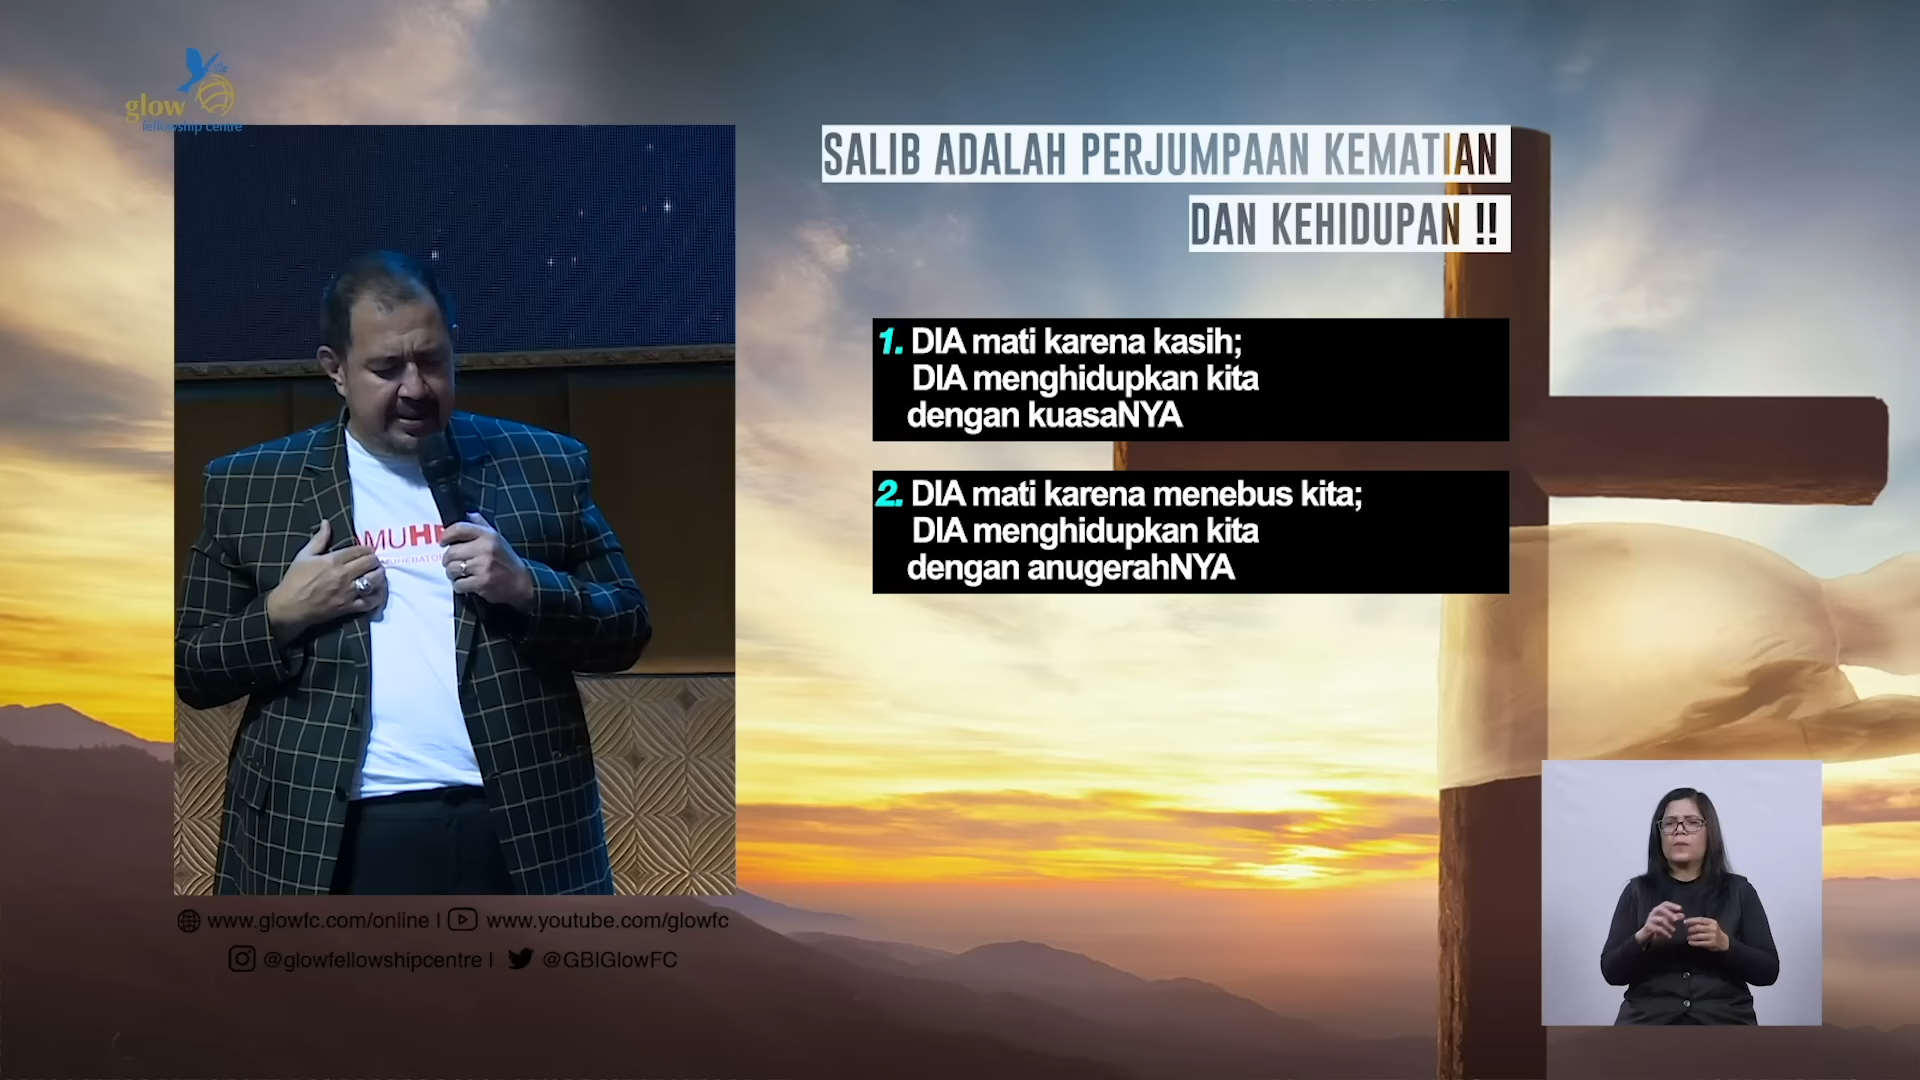 glow
fellowship centre
SALIB ADALAH PERJUMPAAN KEMATIAN
DAN KEHIDUPAN !!
1. DIA mati karena kasih;
DIA menghidupkan kita
dengan kuasaNYA
2. DIA mati karena menebus kita;
DIA menghidupkan kita
dengan anugerahNYA
MUHE
www.glowfc.com/online | www.youtube.com/glowfc
@glowfellowshipcentre | @GBIGlowFC